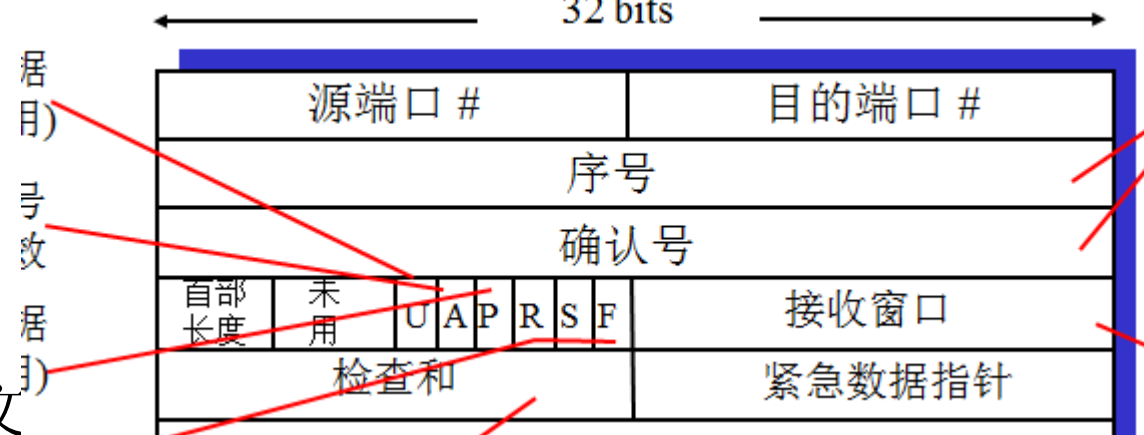 32 bits
据
用)
源端口 #
目的端口 #
序号
号
数
确认号
首部
长度
未
用
U
A
P
R
S
F
接收窗口
据
检查和
紧急数据指针